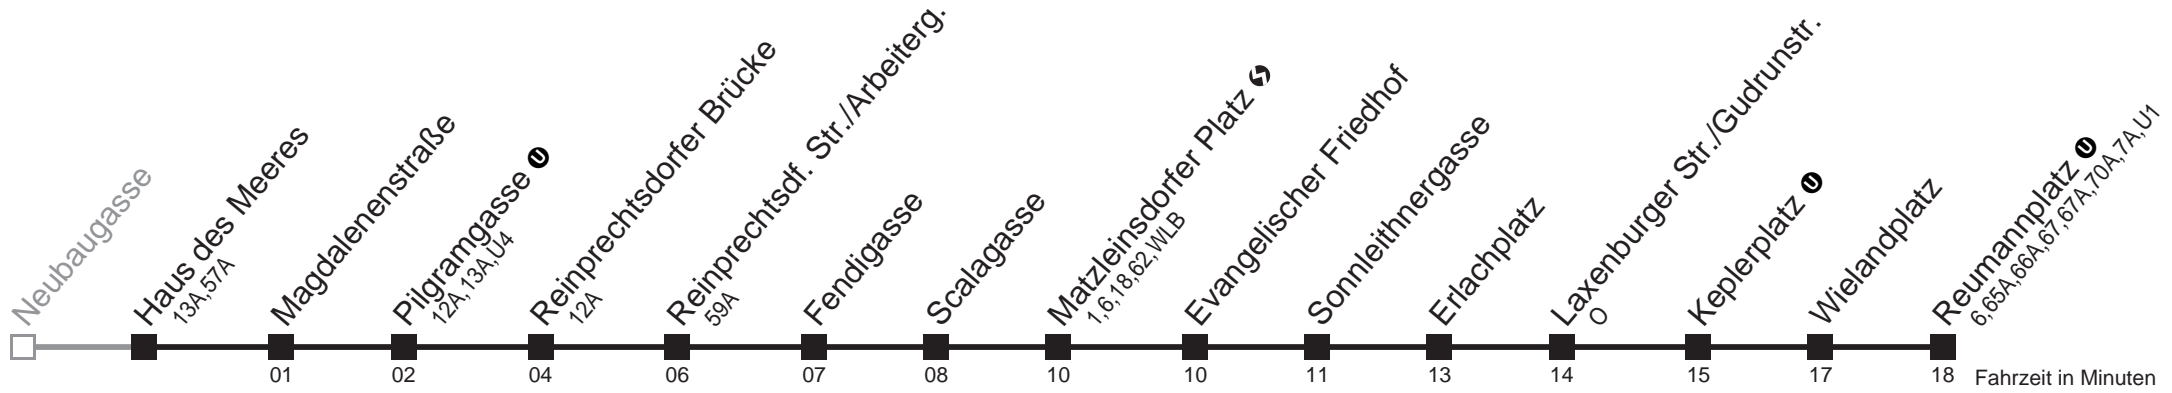 Neubaugasse
Haus des Meeres
13A,57A
Magdalenenstraße
Pilgramgasse U
12A,13A,U4
Reinprechtsdorfer Brücke
12A
Reinprechtsdf. Str./Arbeiterg.
59A
Fendigasse
Scalagasse
Matzleinsdorfer Platz
1,6,18,62,WLB
Evangelischer Friedhof
Sonnleithnergasse
Erlachplatz
Laxenburger Str./Gudrunstr.
O
Keplerplatz U
Wielandplatz
Reumannplatz U
6,65A,66A,67,67A,70A,7A,U1
01 02 04 06 07 08 10 10 11 13 14 15 17 18 Fahrzeit in Minuten